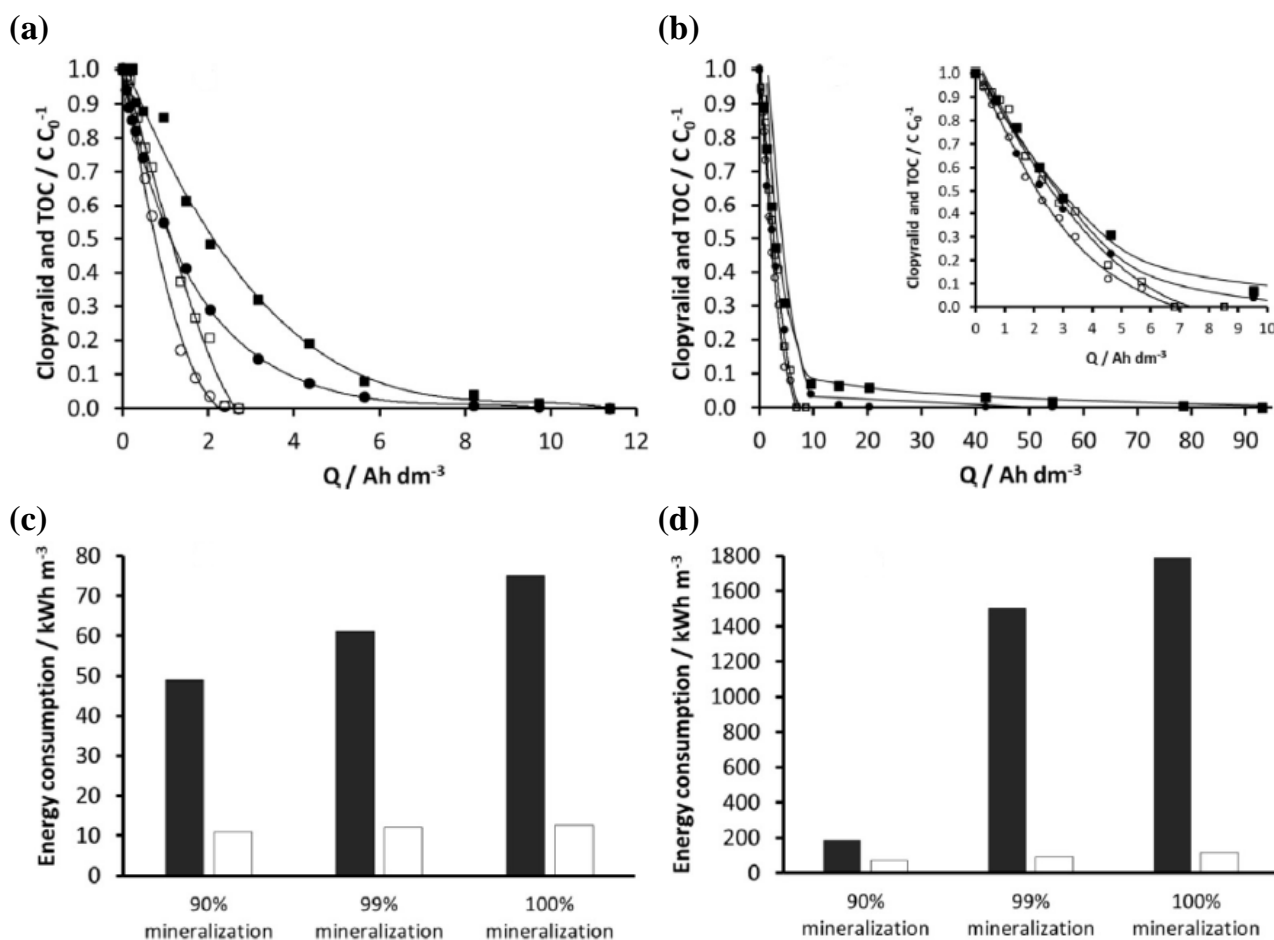 (a)
Clopyralid and TOC / C C₀⁻¹
1.0
0.9
0.8
0.7
0.6
0.5
0.4
0.3
0.2
0.1
0.0
0 2 4 6 8 10 12
Q / Ah dm⁻³
(b)
Clopyralid and TOC / C C₀⁻¹
1.0
0.9
0.8
0.7
0.6
0.5
0.4
0.3
0.2
0.1
0.0
0 10 20 30 40 50 60 70 80 90
Q / Ah dm⁻³
Clopyralid and TOC / C C₀⁻¹
1.0
0.9
0.8
0.7
0.6
0.5
0.4
0.3
0.2
0.1
0.0
0 1 2 3 4 5 6 7 8 9 10
Q / Ah dm⁻³
(c)
Energy consumption / kWh m⁻³
80
70
60
50
40
30
20
10
0
90% 99% 100%
mineralization mineralization mineralization
(d)
Energy consumption / kWh m⁻³
1800
1600
1400
1200
1000
800
600
400
200
0
90% 99% 100%
mineralization mineralization mineralization